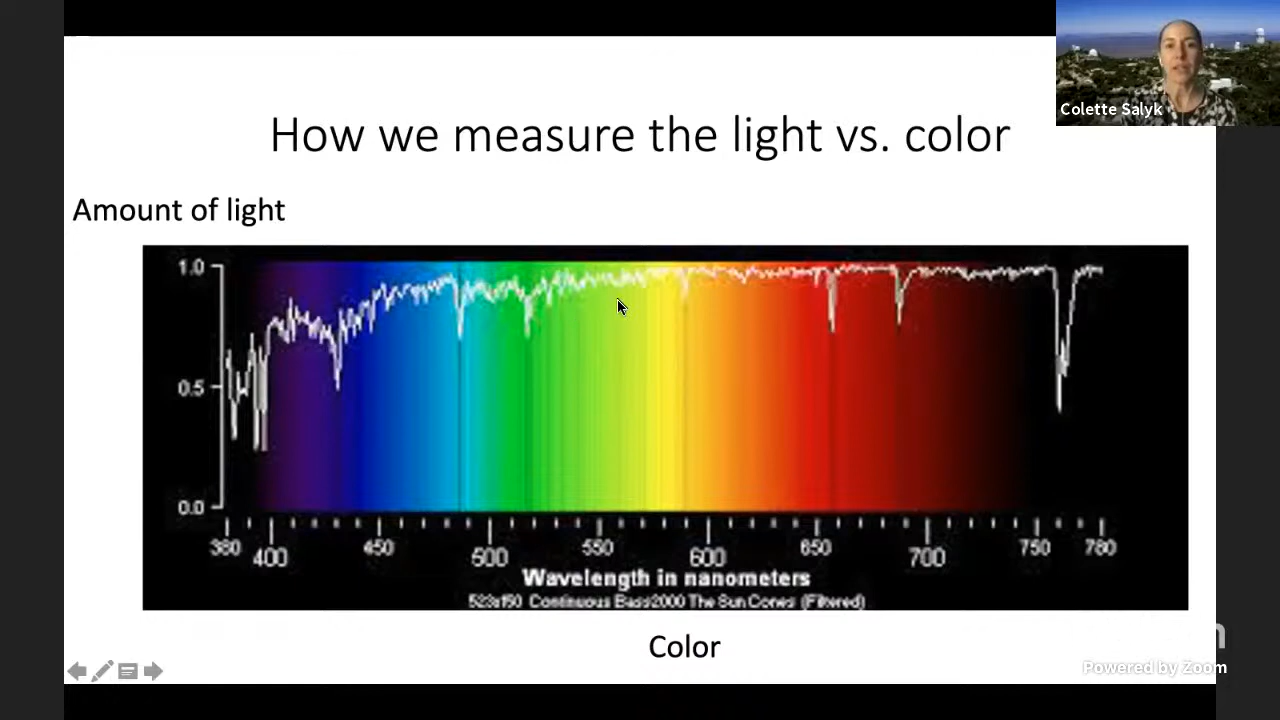 Colette Salyk
How we measure the light vs. color
Amount of light
1.0
0.5
0.0
380 400 450 500 550 600 650 700 750 780
Wavelength in nanometers
Continuous Bass2000 The Sun Cones (Filtered)
Color
Powered by Zoom